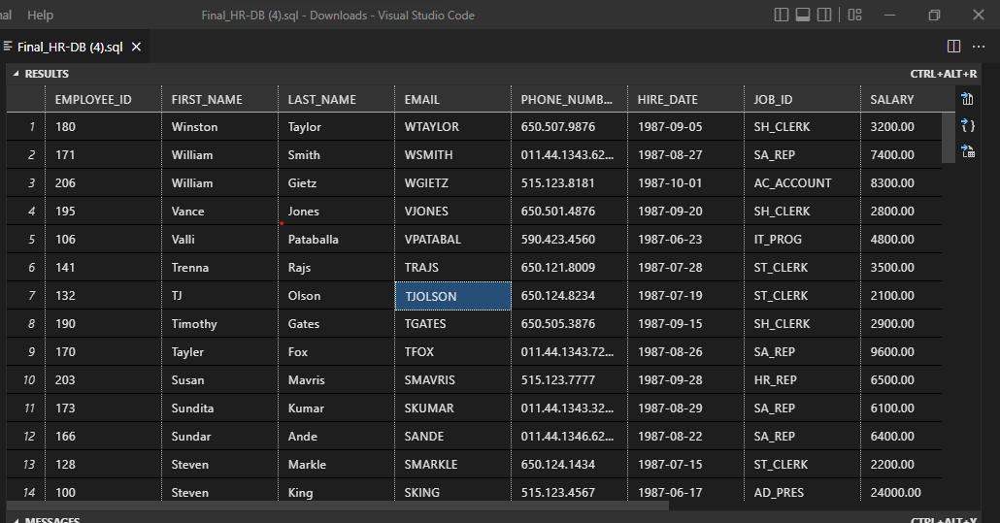 nal Help Final_HR-DB (4).sql - Downloads - Visual Studio Code
Final_HR-DB (4).sql
RESULTS CTRL+ALT+R
EMPLOYEE_ID FIRST_NAME LAST_NAME EMAIL PHONE_NUMB... HIRE_DATE JOB_ID SALARY
1 180 Winston Taylor WTAYLOR 650.507.9876 1987-09-05 SH_CLERK 3200.00
2 171 William Smith WSMITH 011.44.1343.62... 1987-08-27 SA_REP 7400.00
3 206 William Gietz WGIETZ 515.123.8181 1987-10-01 AC_ACCOUNT 8300.00
4 195 Vance Jones VJONES 650.501.4876 1987-09-20 SH_CLERK 2800.00
5 106 Valli Pataballa VPATABAL 590.423.4560 1987-06-23 IT_PROG 4800.00
6 141 Trenna Rajs TRAJS 650.121.8009 1987-07-28 ST_CLERK 3500.00
7 132 TJ Olson TJOLSON 650.124.8234 1987-07-19 ST_CLERK 2100.00
8 190 Timothy Gates TGATES 650.505.3876 1987-09-15 SH_CLERK 2900.00
9 170 Tayler Fox TFOX 011.44.1343.72... 1987-08-26 SA_REP 9600.00
10 203 Susan Mavris SMAVRIS 515.123.7777 1987-09-28 HR_REP 6500.00
11 173 Sundita Kumar SKUMAR 011.44.1343.32... 1987-08-29 SA_REP 6100.00
12 166 Sundar Ande SANDE 011.44.1346.62... 1987-08-22 SA_REP 6400.00
13 128 Steven Markle SMARKLE 650.124.1434 1987-07-15 ST_CLERK 2200.00
14 100 Steven King SKING 515.123.4567 1987-06-17 AD_PRES 24000.00
MESSAGES CTRL+ALT+Y